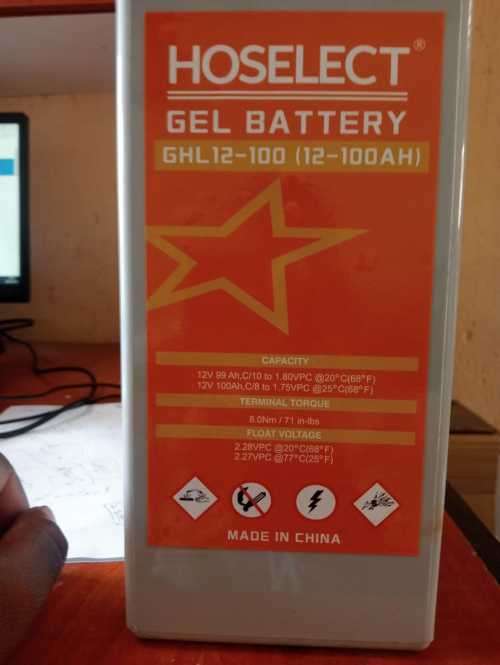 HOSELECT®
GEL BATTERY
GHL12-100 (12-100AH)
CAPACITY
12V 99 Ah,C/10 to 1.80VPC @20°C(68°F)
12V 100Ah,C/8 to 1.75VPC @25°C(68°F)
TERMINAL TORQUE
8.0Nm / 71 in-lbs
FLOAT VOLTAGE
2.28VPC @20°C(68°F)
2.27VPC @77°C(25°F)
MADE IN CHINA